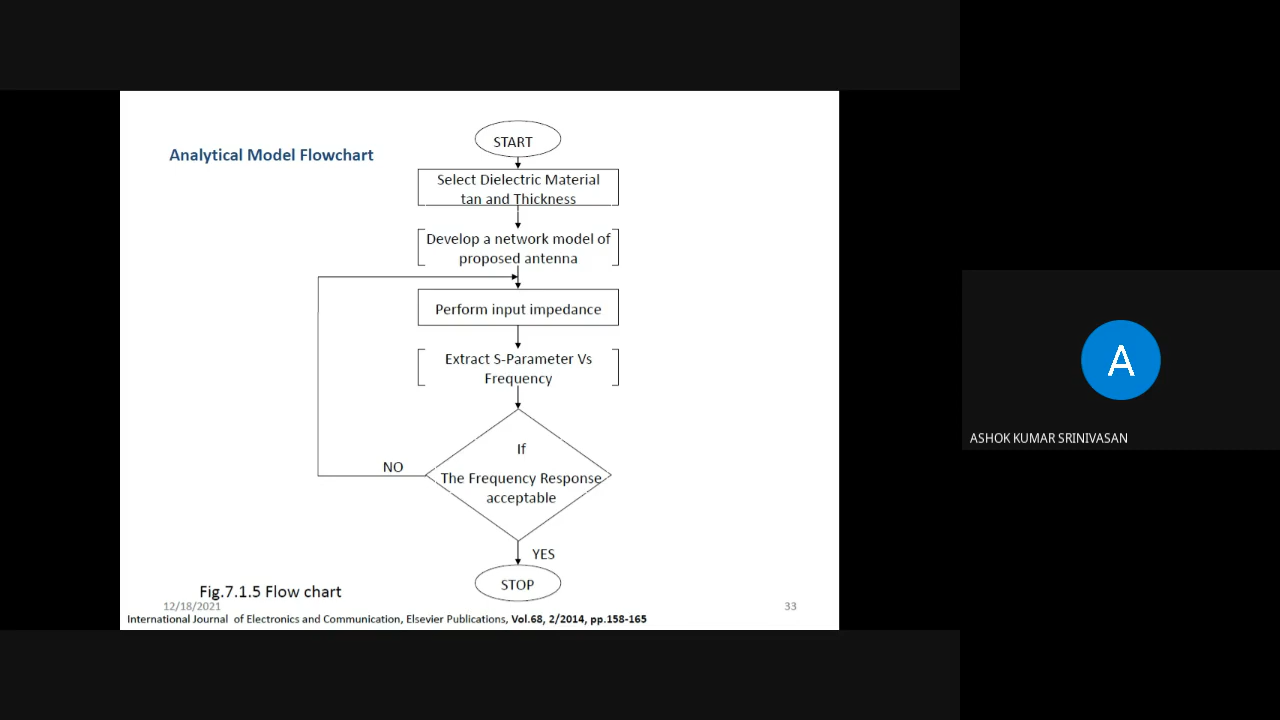 START
Analytical Model Flowchart
Select Dielectric Material
tan and Thickness
Develop a network model of
proposed antenna
Perform input impedance
Extract S-Parameter Vs
Frequency
If
The Frequency Response
acceptable
NO
YES
STOP
Fig.7.1.5 Flow chart
12/18/2021
33
International Journal of Electronics and Communication, Elsevier Publications, Vol.68, 2/2014, pp.158-165
A
ASHOK KUMAR SRINIVASAN